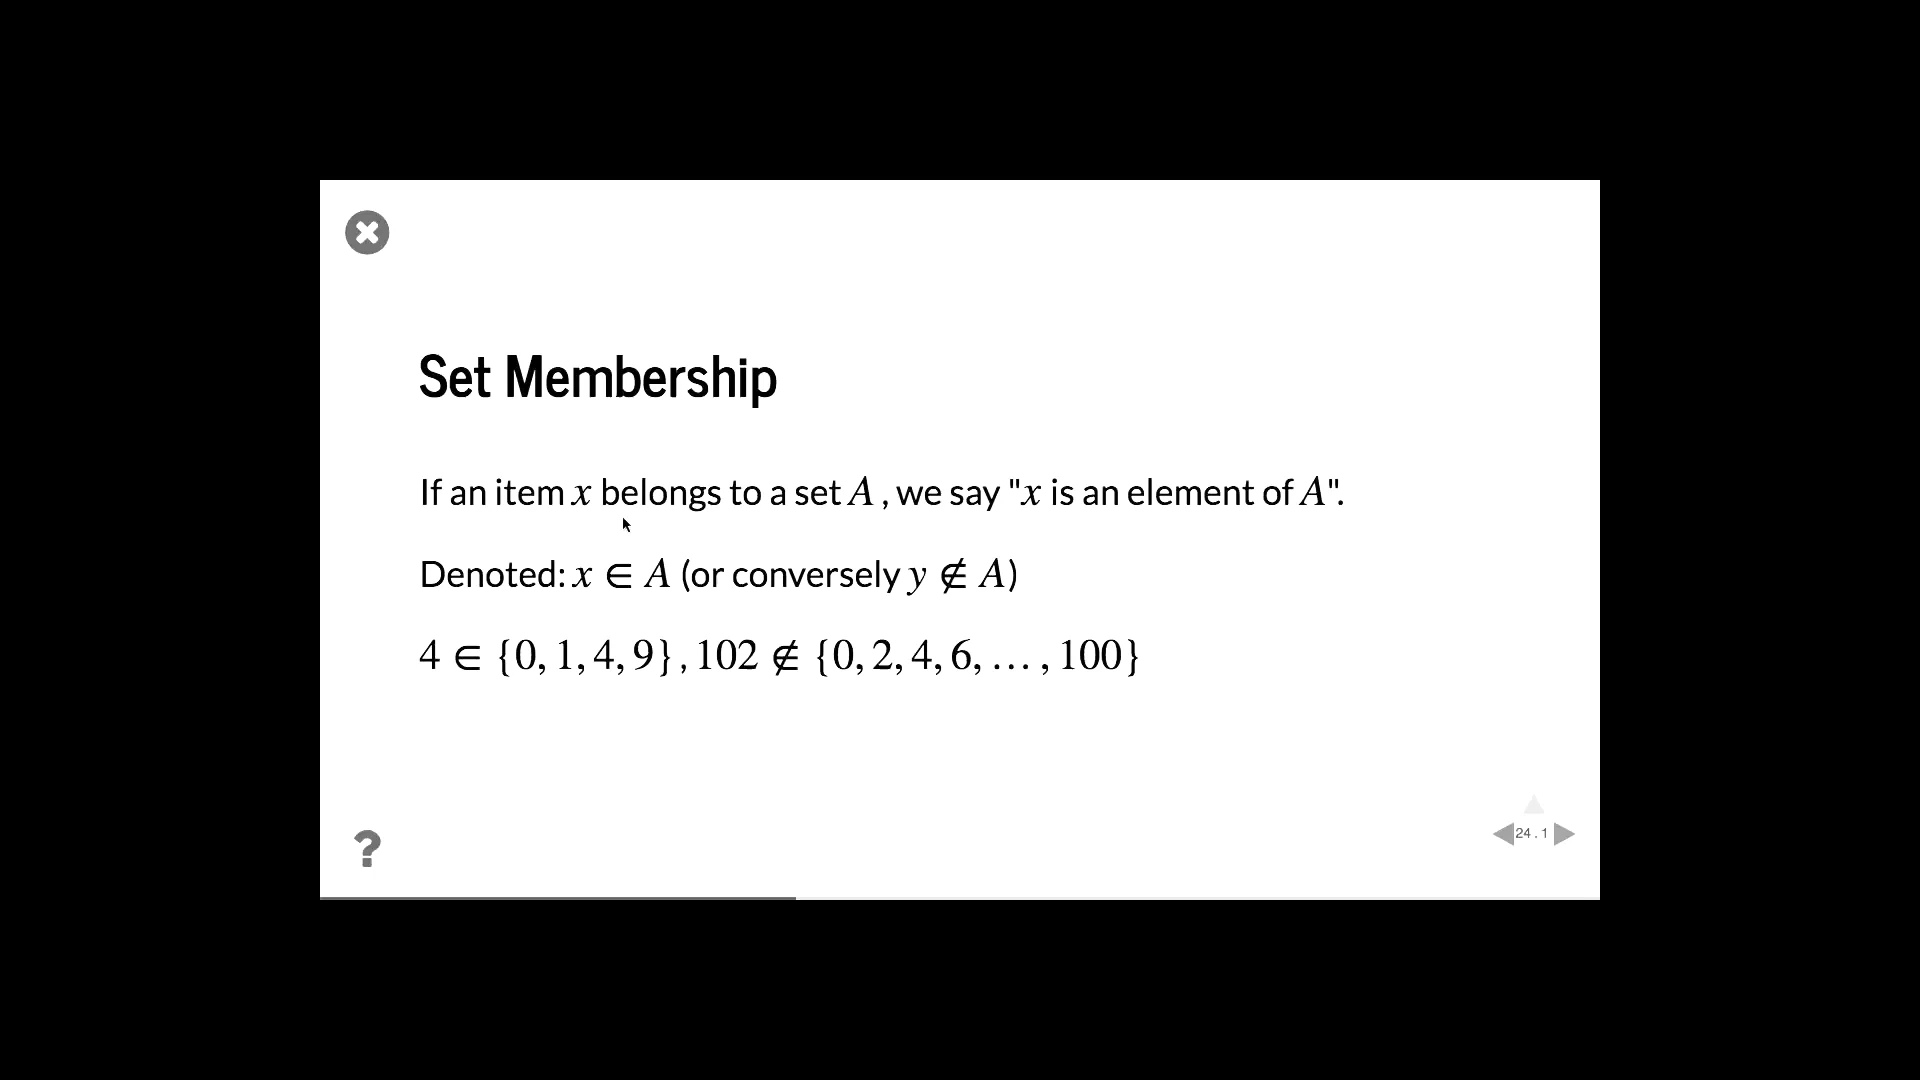 Set Membership
If an item x belongs to a set A , we say "x is an element of A".
Denoted: x ∈ A (or conversely y ∉ A)
4 ∈ {0, 1, 4, 9} , 102 ∉ {0, 2, 4, 6, … , 100}
?
24 . 1